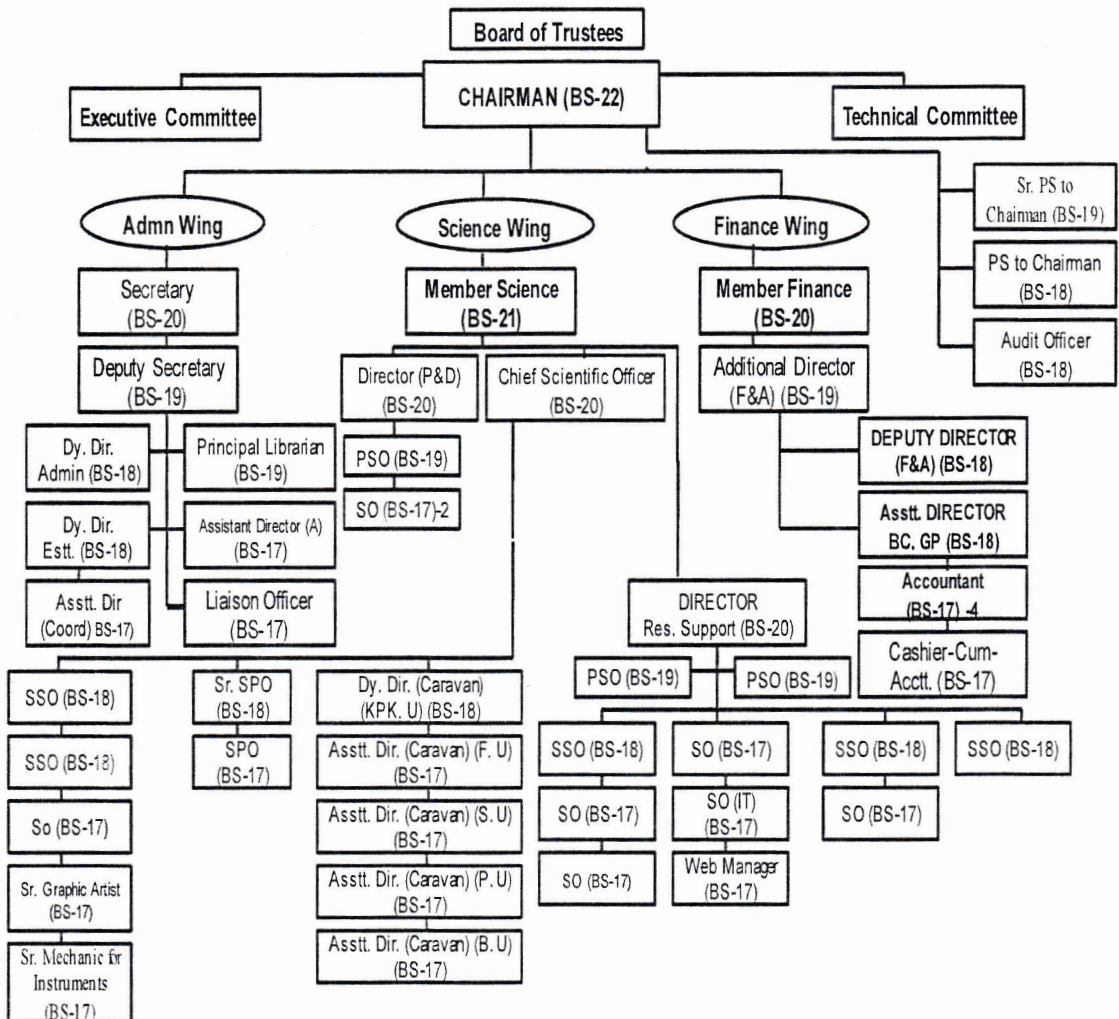 Board of Trustees
CHAIRMAN (BS-22)
Executive Committee
Technical Committee
Sr. PS to
Chairman (BS-19)
PS to Chairman
(BS-18)
Audit Officer
(BS-18)
Admn Wing
Science Wing
Finance Wing
Secretary
(BS-20)
Deputy Secretary
(BS-19)
Dy. Dir.
Admin (BS-18)
Principal Librarian
(BS-19)
Dy. Dir.
Estt. (BS-18)
Assistant Director (A)
(BS-17)
Asstt. Dir
(Coord) BS-17)
Liaison Officer
(BS-17)
Member Science
(BS-21)
Director (P&D)
(BS-20)
Chief Scientific Officer
(BS-20)
PSO (BS-19)
SO (BS-17)-2
Member Finance
(BS-20)
Additional Director
(F&A) (BS-19)
DEPUTY DIRECTOR
(F&A) (BS-18)
Asstt. DIRECTOR
BC. GP (BS-18)
Accountant
(BS-17) -4
Cashier-Cum-
Acctt. (BS-17)
DIRECTOR
Res. Support (BS-20)
PSO (BS-19)
PSO (BS-19)
SSO (BS-18)
SSO (BS-18)
So (BS-17)
Sr. Graphic Artist
(BS-17)
Sr. Mechanic for
Instruments
(BS-17)
Sr. SPO
(BS-18)
SPO
(BS-17)
Dy. Dir. (Caravan)
(KPK. U) (BS-18)
Asstt. Dir. (Caravan) (F. U)
(BS-17)
Asstt. Dir. (Caravan) (S. U)
(BS-17)
Asstt. Dir. (Caravan) (P. U)
(BS-17)
Asstt. Dir. (Caravan) (B. U)
(BS-17)
SSO (BS-18)
SO (BS-17)
SO (BS-17)
SO (BS-17)
SO (IT)
(BS-17)
Web Manager
(BS-17)
SSO (BS-18)
SO (BS-17)
SSO (BS-18)